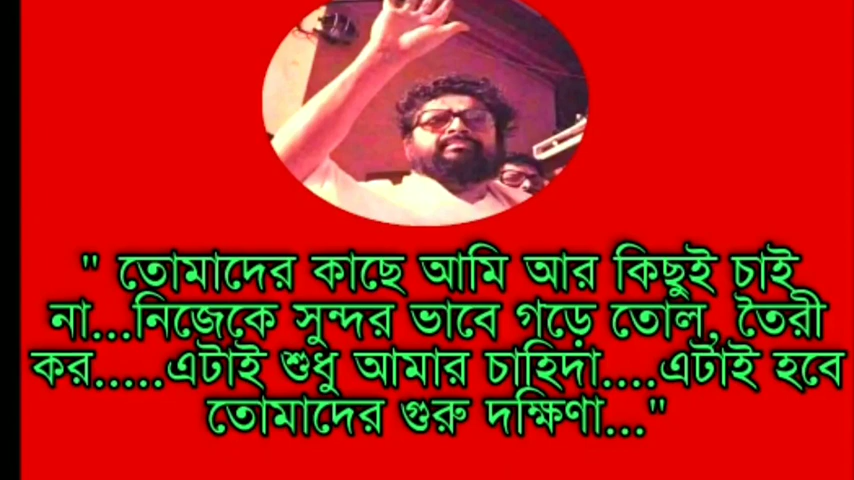 " তোমাদের কাছে আমি আর কিছুই চাই
না...নিজেকে সুন্দর ভাবে গড়ে তোল, তৈরী
কর.....এটাই শুধু আমার চাহিদা....এটাই হবে
তোমাদের গুরু দক্ষিণা..."